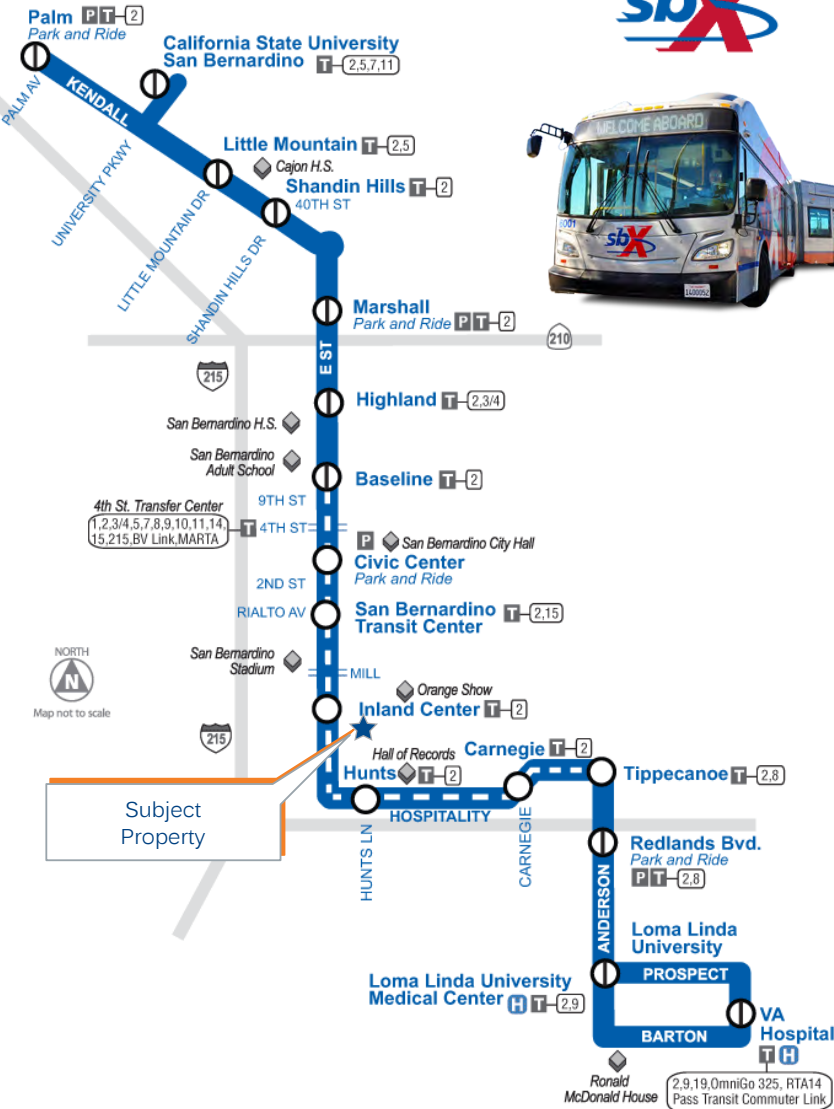 sbX
Palm P T 2
Park and Ride
California State University
San Bernardino T 2,5,7,11
PALM AV
KENDALL
UNIVERSITY PKWY
Little Mountain T 2,5
Cajon H.S.
LITTLE MOUNTAIN DR
Shandin Hills T 2
40TH ST
SHANDIN HILLS DR
WELCOME ABOARD
sbX
Marshall
Park and Ride P T 2
210
E ST
215
Highland T 2,3/4
San Bernardino H.S.
San Bernardino
Adult School
Baseline T 2
9TH ST
4th St. Transfer Center
1,2,3/4,5,7,8,9,10,11,14,
15,215,BV Link,MARTA
T 4TH ST
P San Bernardino City Hall
Civic Center
Park and Ride
2ND ST
RIALTO AV
San Bernardino
Transit Center T 2,15
San Bernardino
Stadium
MILL
NORTH
N
Map not to scale
Orange Show
Inland Center T 2
215
Hall of Records
Hunts T 2
Carnegie T 2
Tippecanoe T 2,8
Subject
Property
HOSPITALITY
HUNTS LN
CARNEGIE
Redlands Blvd.
Park and Ride
P T 2,8
ANDERSON
Loma Linda
University
PROSPECT
Loma Linda University
Medical Center H T 2,9
VA
Hospital
T H
BARTON
Ronald
McDonald House
2,9,19,OmniGo 325, RTA14
Pass Transit Commuter Link